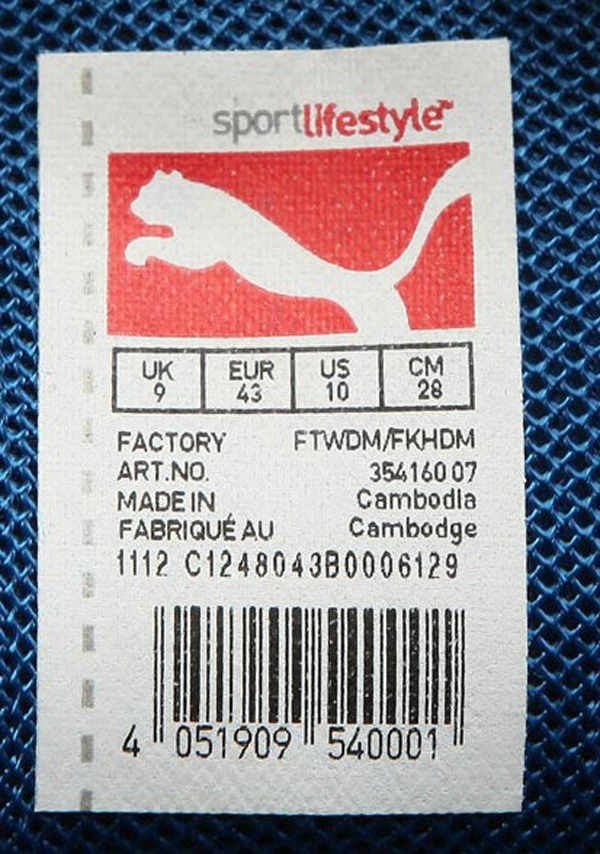 sportlifestyle™
UK EUR US CM
9 43 10 28
FACTORY FTWDM/FKHDM
ART.NO. 354160 07
MADE IN Cambodia
FABRIQUÉ AU Cambodge
1112 C1248043B0006129
4 051909 540001